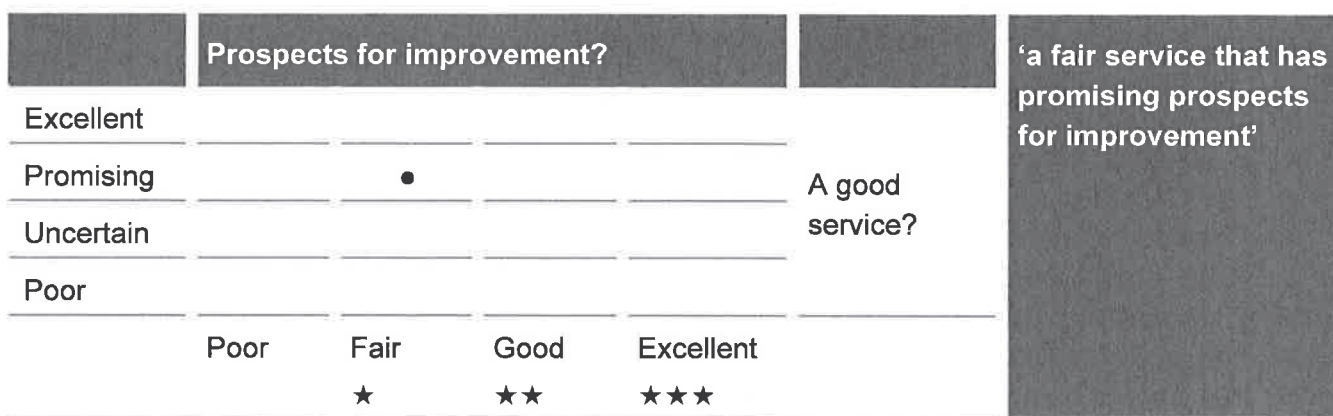 Prospects for improvement?
'a fair service that has
promising prospects
for improvement'
Excellent
Promising •
Uncertain
Poor
A good
service?
Poor Fair Good Excellent
★ ★★ ★★★